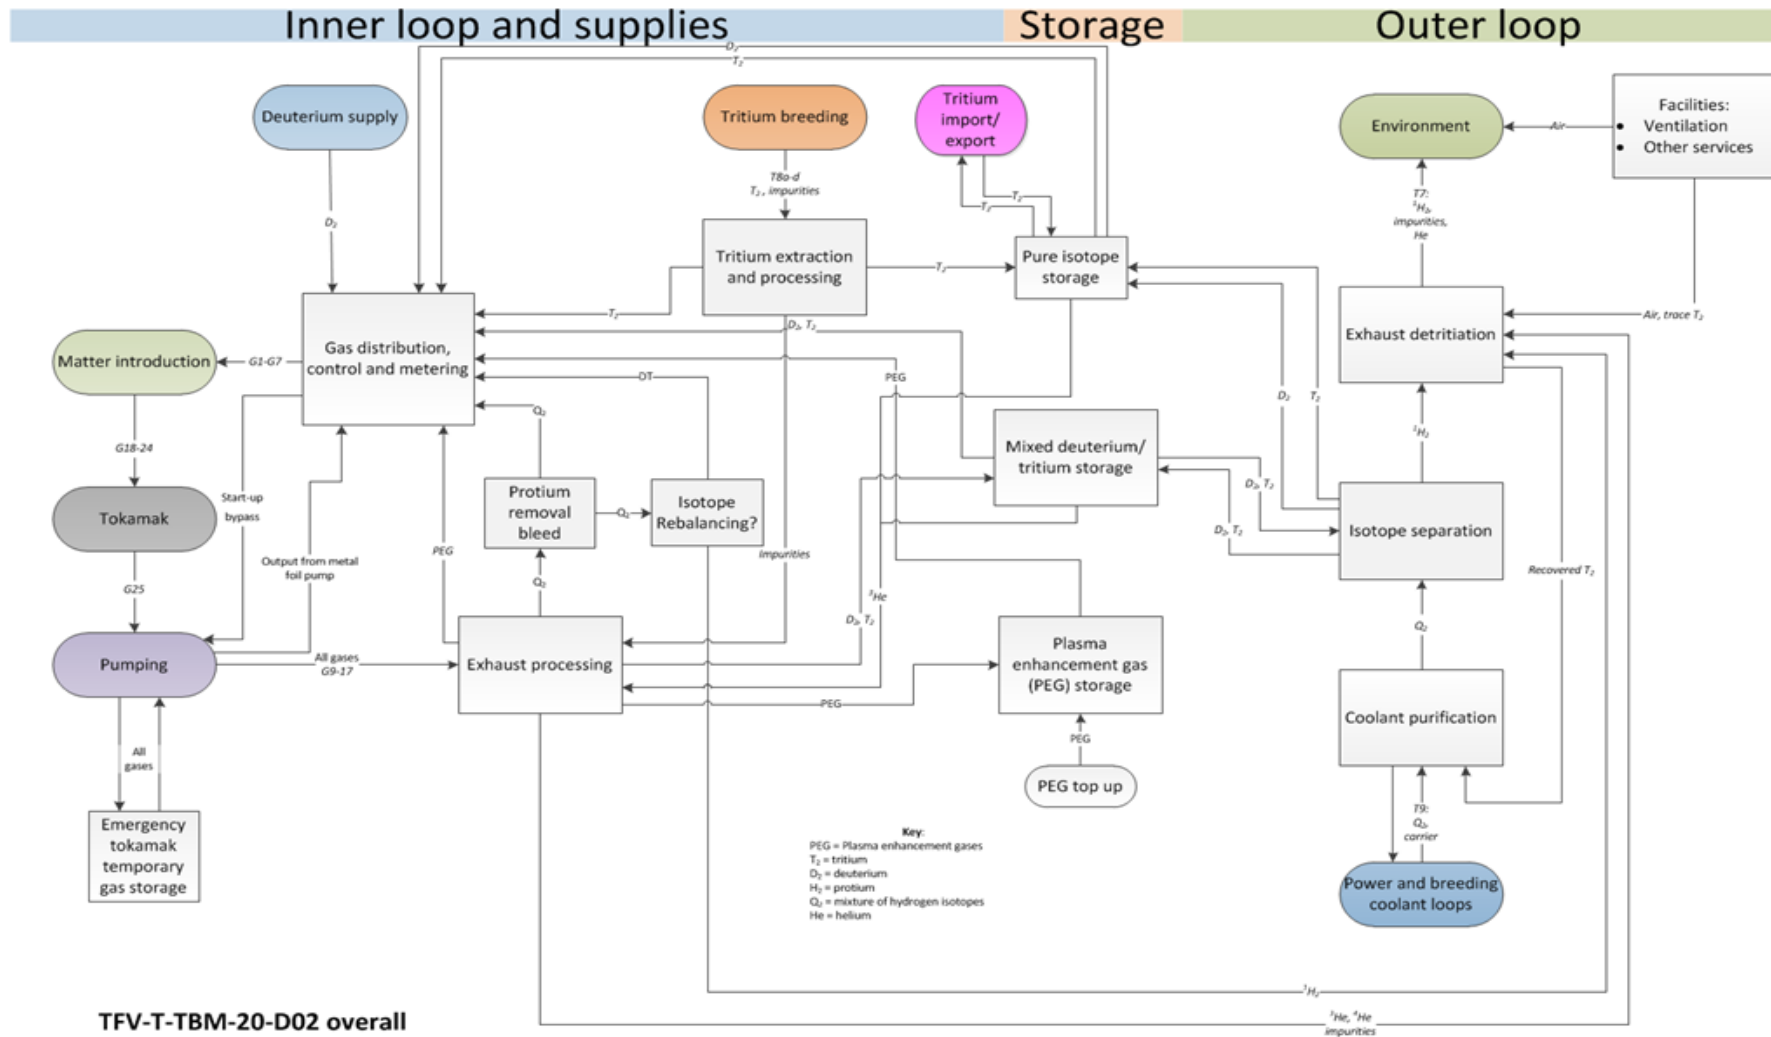 Inner loop and supplies
Storage
Outer loop
D₂
T₂
Deuterium supply
Tritium breeding
Tritium
import/
export
Environment
Air
Facilities:
• Ventilation
• Other services
T8a-d
T₂ , impurities
D₂
T₂
T₂
T7:
¹H₂,
impurities,
He
Tritium extraction
and processing
T₂
Pure isotope
storage
T₂
Air, trace T₂
D₂, T₂
Exhaust detritiation
Gas distribution,
control and metering
Matter introduction
G1-G7
DT
PEG
D₂
T₂
Q₂
¹H₂
G18-24
Mixed deuterium/
tritium storage
D₂, T₂
Protium
removal
bleed
Q₂
Isotope
Rebalancing?
Start-up
bypass
Tokamak
D₂, T₂
Isotope separation
PEG
Impurities
Output from metal
foil pump
Recovered T₂
G25
Q₂
³He
D₂, T₂
Q₂
Pumping
All gases
G9-17
Exhaust processing
Plasma
enhancement gas
(PEG) storage
PEG
PEG
Coolant purification
All
gases
PEG top up
T9:
Q₂,
carrier
Emergency
tokamak
temporary
gas storage
Key:
PEG = Plasma enhancement gases
T₂ = tritium
D₂ = deuterium
H₂ = protium
Q₂ = mixture of hydrogen isotopes
He = helium
Power and breeding
coolant loops
¹H₂
³He, ⁴He
impurities
TFV-T-TBM-20-D02 overall